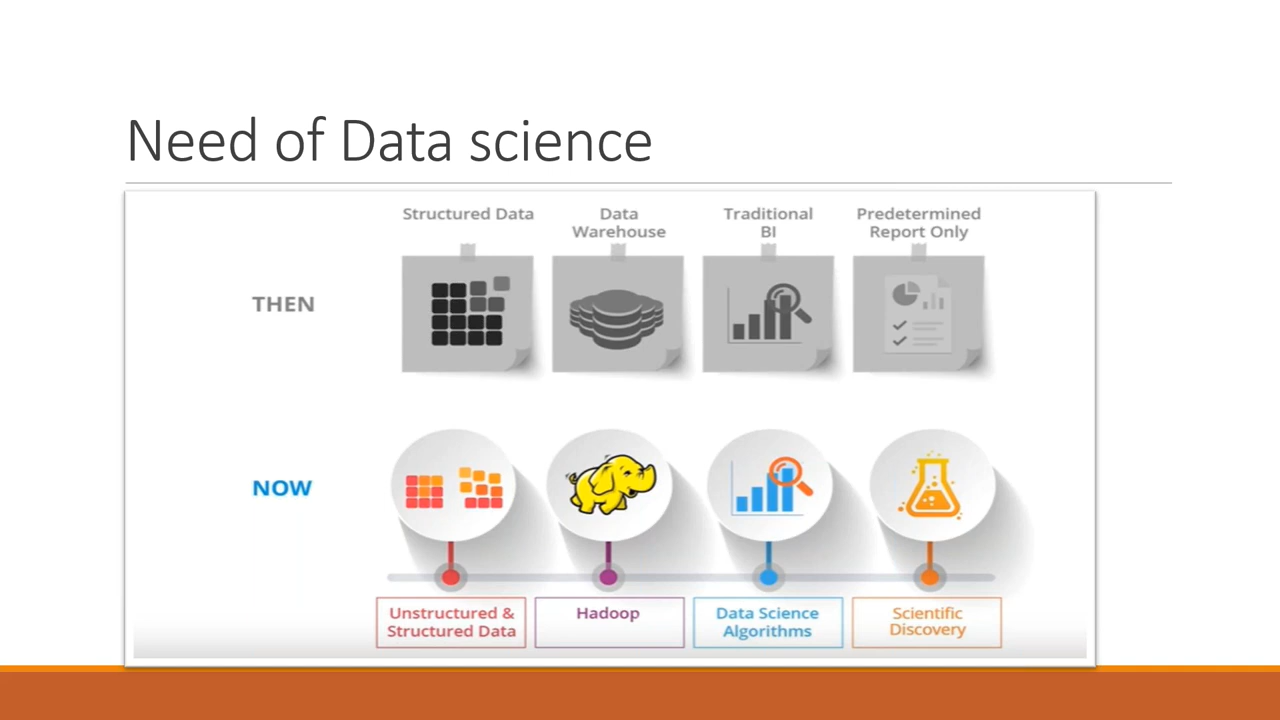 Need of Data science
Structured Data
Data
Warehouse
Traditional
BI
Predetermined
Report Only
THEN
NOW
Unstructured &
Structured Data
Hadoop
Data Science
Algorithms
Scientific
Discovery